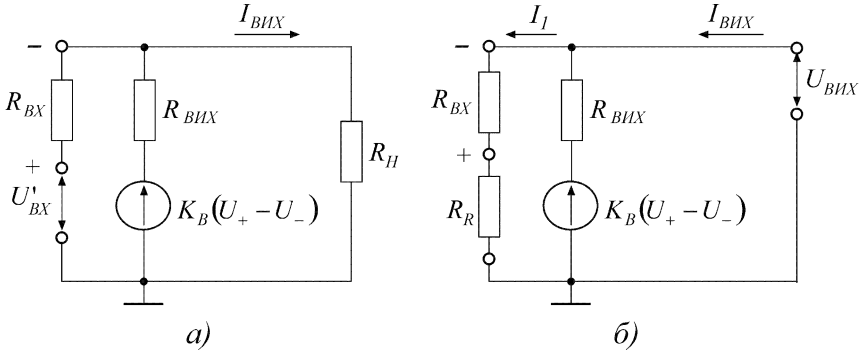 I_ВИХ
−
R_ВХ
R_ВИХ
R_Н
+
U'_ВХ
K_В(U_+ − U_−)
а)
I_1
I_ВИХ
−
U_ВИХ
R_ВХ
R_ВИХ
+
R_R
K_В(U_+ − U_−)
б)